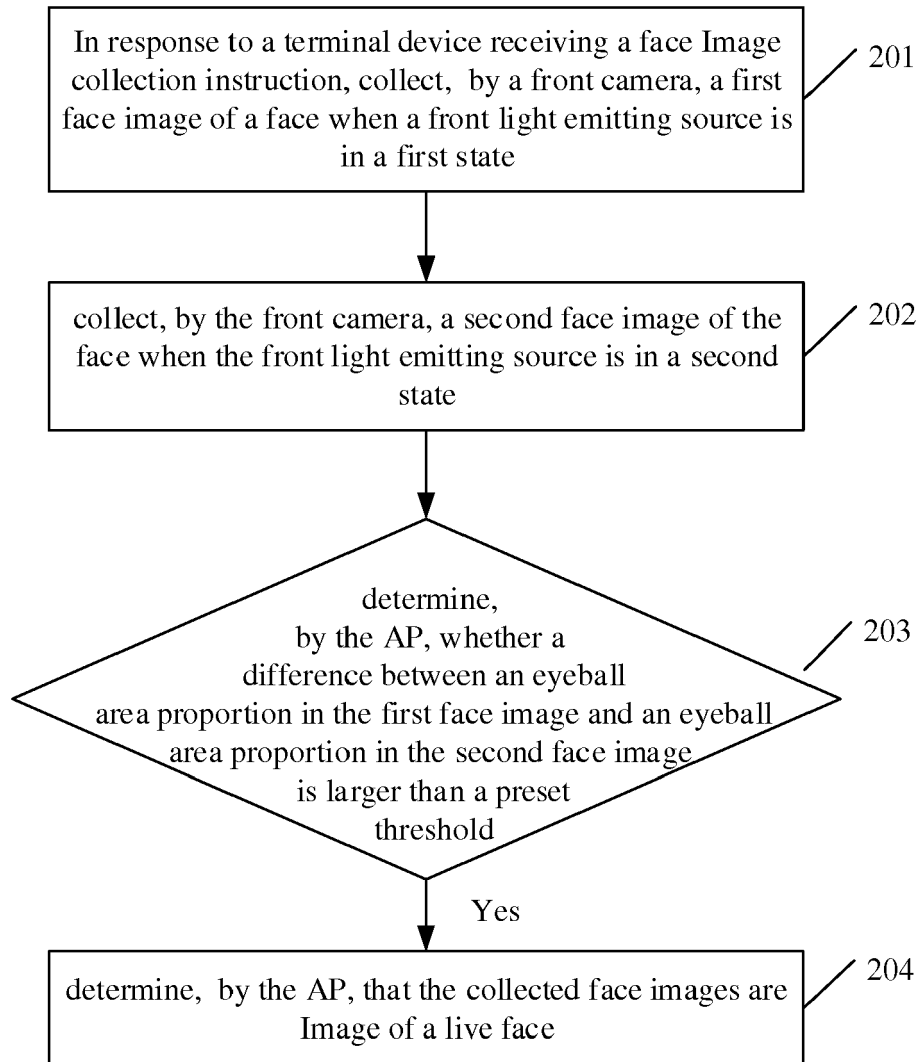 In response to a terminal device receiving a face Image
collection instruction, collect, by a front camera, a first
face image of a face when a front light emitting source is
in a first state
201
collect, by the front camera, a second face image of the
face when the front light emitting source is in a second
state
202
determine,
by the AP, whether a
difference between an eyeball
area proportion in the first face image and an eyeball
area proportion in the second face image
is larger than a preset
threshold
203
Yes
determine, by the AP, that the collected face images are
Image of a live face
204